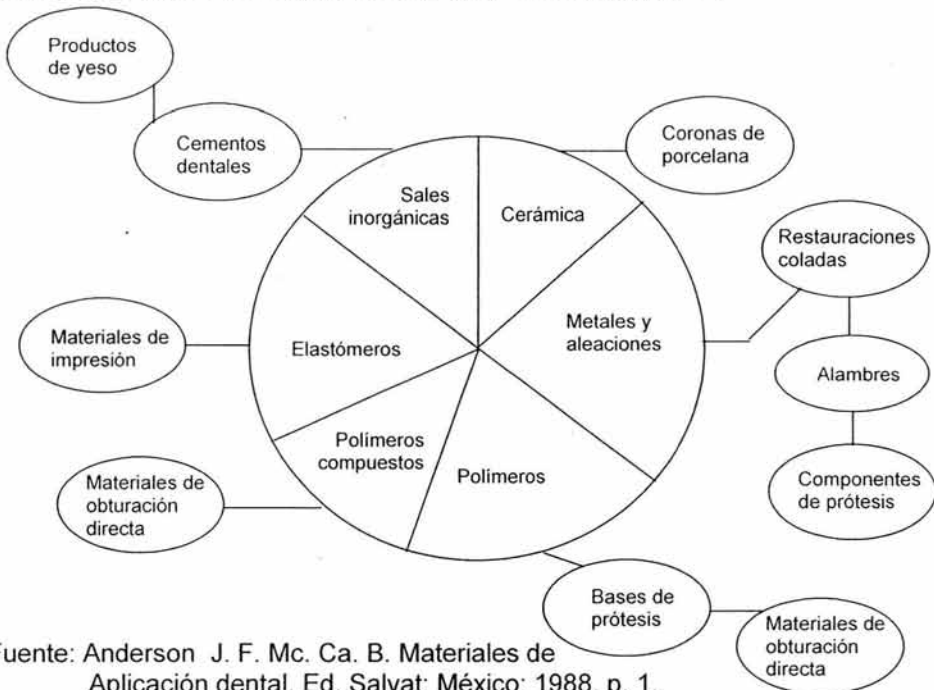 Productos
de yeso
Cementos
dentales
Coronas de
porcelana
Sales
inorgánicas
Cerámica
Restauraciones
coladas
Metales y
aleaciones
Materiales de
impresión
Elastómeros
Alambres
Polímeros
compuestos
Polímeros
Materiales de
obturación
directa
Componentes
de prótesis
Bases de
prótesis
Materiales de
obturación
directa
Fuente: Anderson J. F. Mc. Ca. B. Materiales de
Aplicación dental. Ed. Salvat: México: 1988. p. 1.